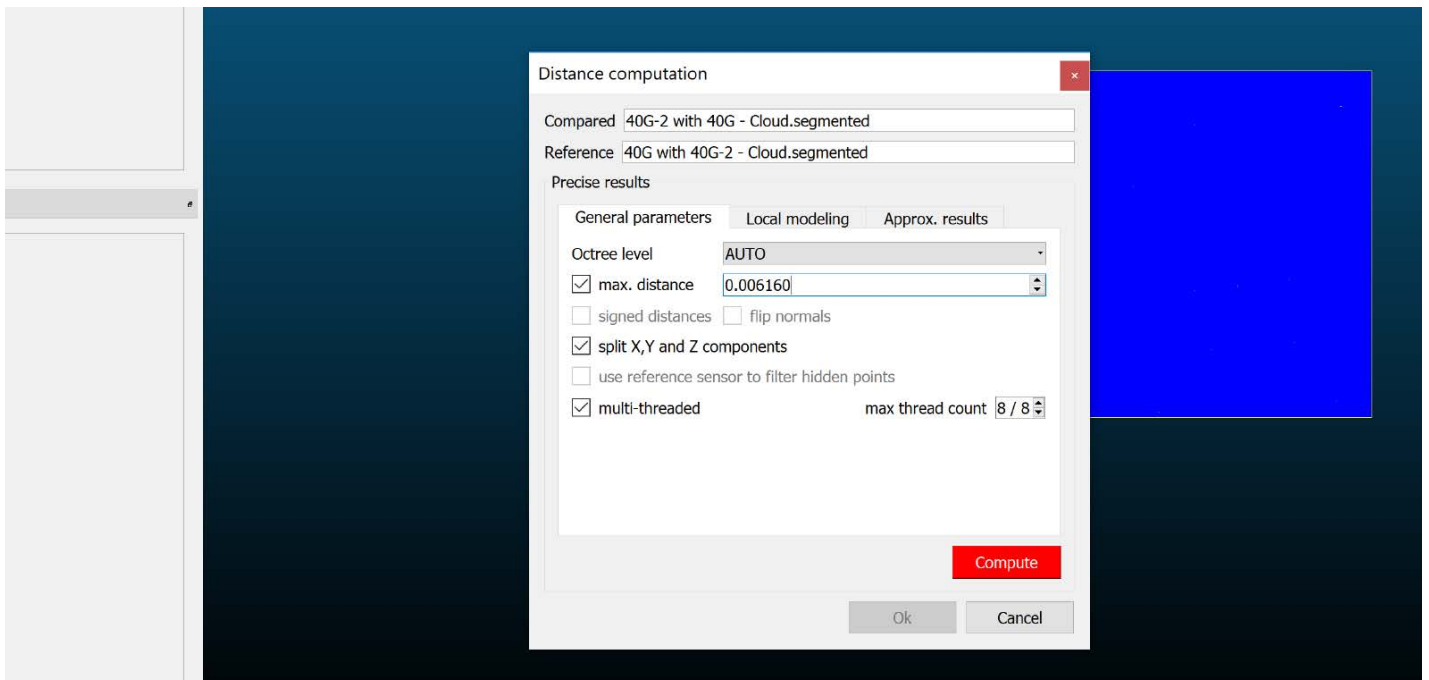 Distance computation
Compared 40G-2 with 40G - Cloud.segmented
Reference 40G with 40G-2 - Cloud.segmented
Precise results
General parameters Local modeling Approx. results
Octree level AUTO
max. distance 0.006160
signed distances flip normals
split X,Y and Z components
use reference sensor to filter hidden points
multi-threaded max thread count 8 / 8
Compute
Ok Cancel